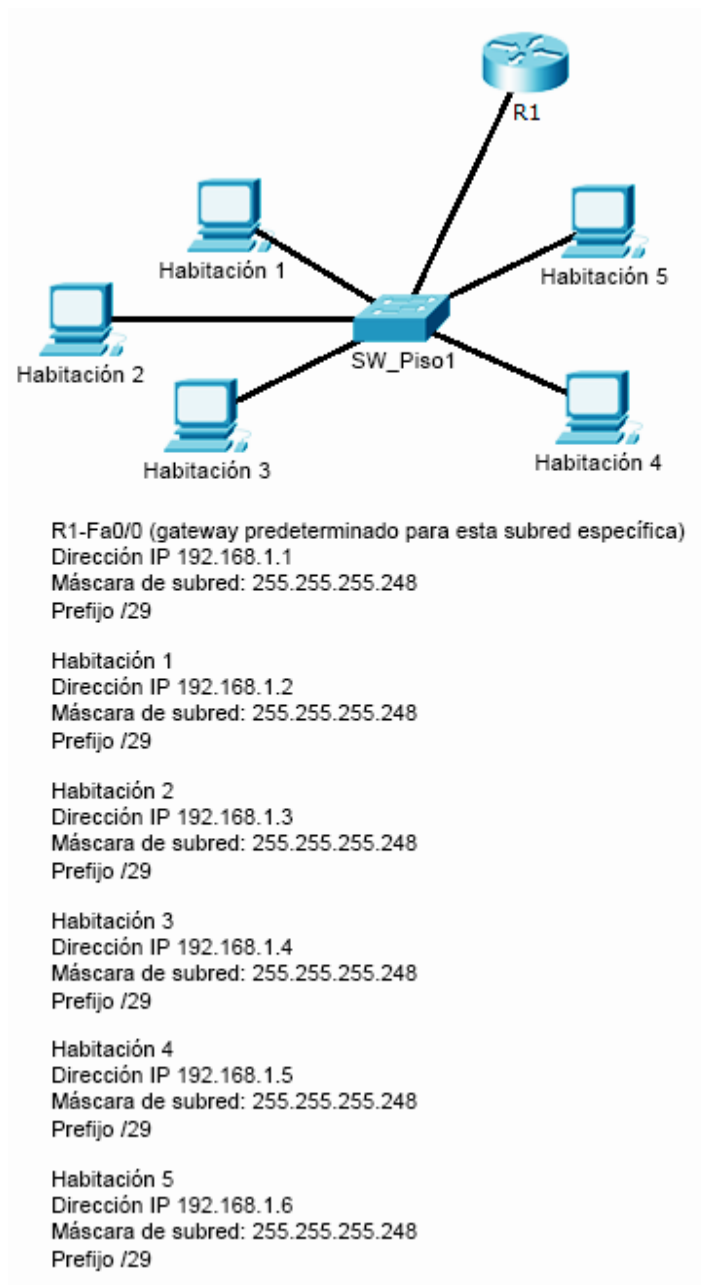 R1
Habitación 1
Habitación 5
Habitación 2
SW_Piso1
Habitación 3
Habitación 4
R1-Fa0/0 (gateway predeterminado para esta subred específica)
Dirección IP 192.168.1.1
Máscara de subred: 255.255.255.248
Prefijo /29
Habitación 1
Dirección IP 192.168.1.2
Máscara de subred: 255.255.255.248
Prefijo /29
Habitación 2
Dirección IP 192.168.1.3
Máscara de subred: 255.255.255.248
Prefijo /29
Habitación 3
Dirección IP 192.168.1.4
Máscara de subred: 255.255.255.248
Prefijo /29
Habitación 4
Dirección IP 192.168.1.5
Máscara de subred: 255.255.255.248
Prefijo /29
Habitación 5
Dirección IP 192.168.1.6
Máscara de subred: 255.255.255.248
Prefijo /29